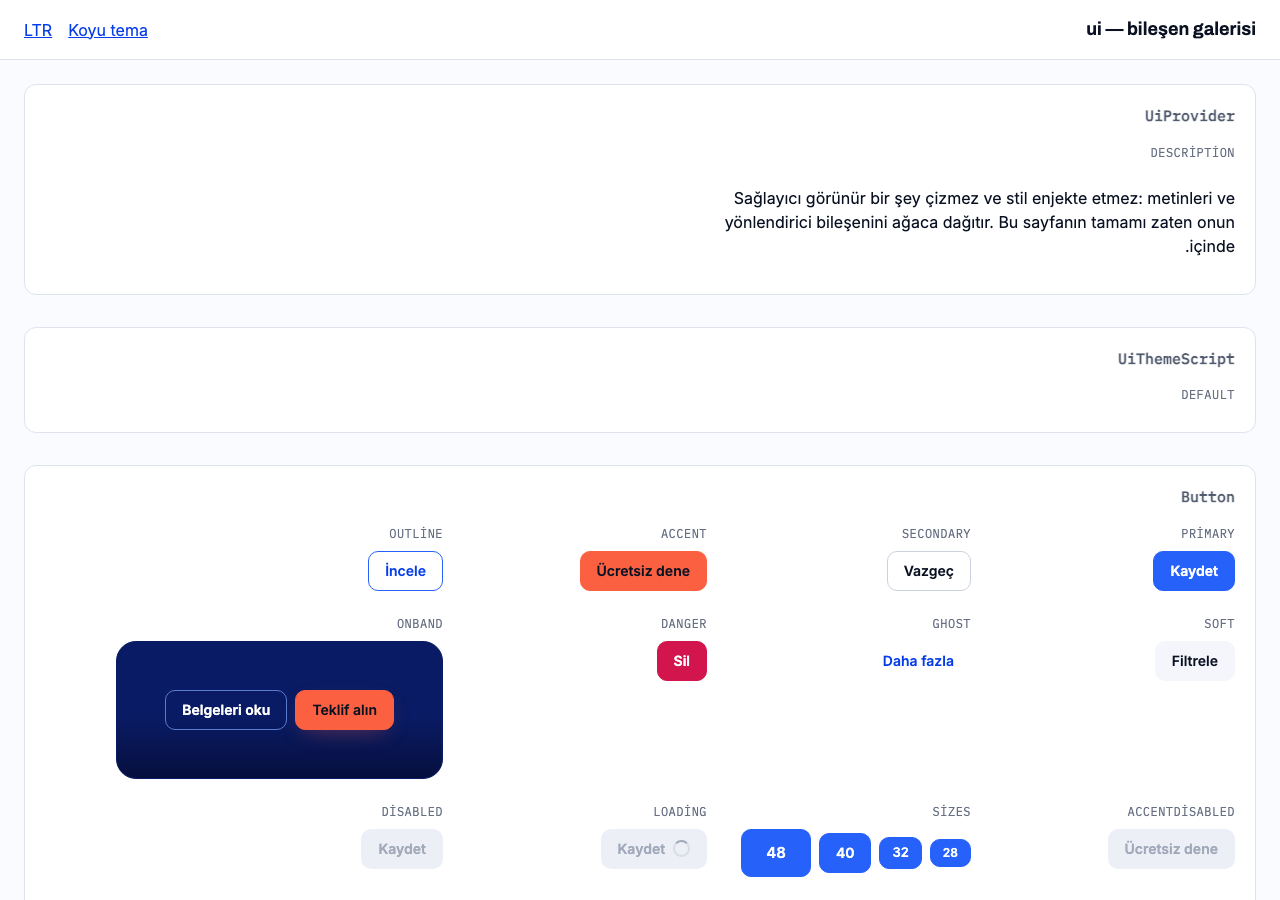 ui — bileşen galerisi
Koyu tema
LTR
UiProvider
DESCRİPTİON
Sağlayıcı görünür bir şey çizmez ve stil enjekte etmez: metinleri ve
yönlendirici bileşenini ağaca dağıtır. Bu sayfanın tamamı zaten onun
.içinde
UiThemeScript
DEFAULT
Button
PRİMARY
Kaydet
SECONDARY
Vazgeç
ACCENT
Ücretsiz dene
OUTLİNE
İncele
SOFT
Filtrele
GHOST
Daha fazla
DANGER
Sil
ONBAND
Teklif alın
Belgeleri oku
ACCENTDİSABLED
Ücretsiz dene
SİZES
28
32
40
48
LOADİNG
Kaydet
DİSABLED
Kaydet